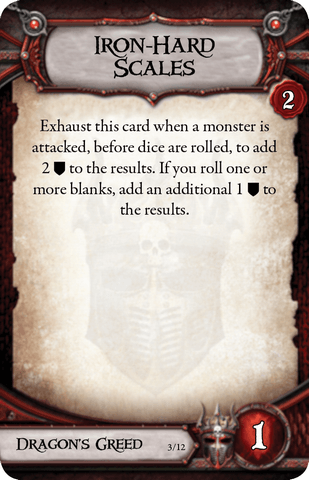 Iron-Hard
Scales
2
Exhaust this card when a monster is
attacked, before dice are rolled, to add
2 to the results. If you roll one or
more blanks, add an additional 1 to
the results.
Dragon's Greed 3/12
1